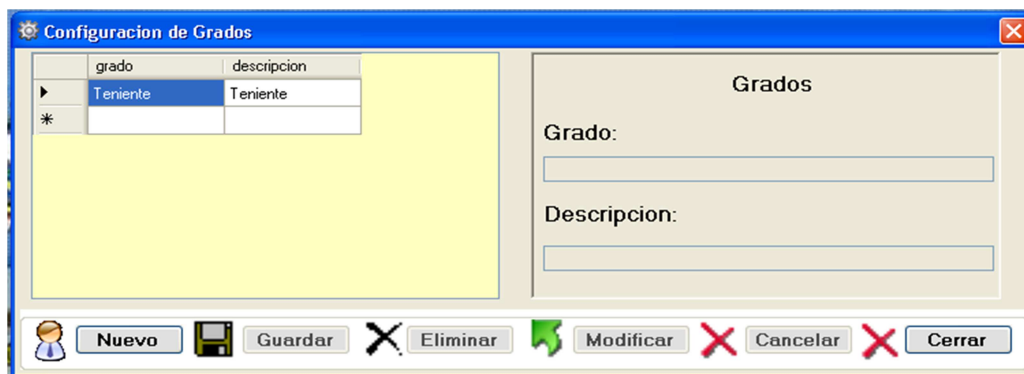 Configuracion de Grados
grado descripcion
Teniente Teniente
Grados
Grado:
Descripcion:
Nuevo Guardar Eliminar Modificar Cancelar Cerrar